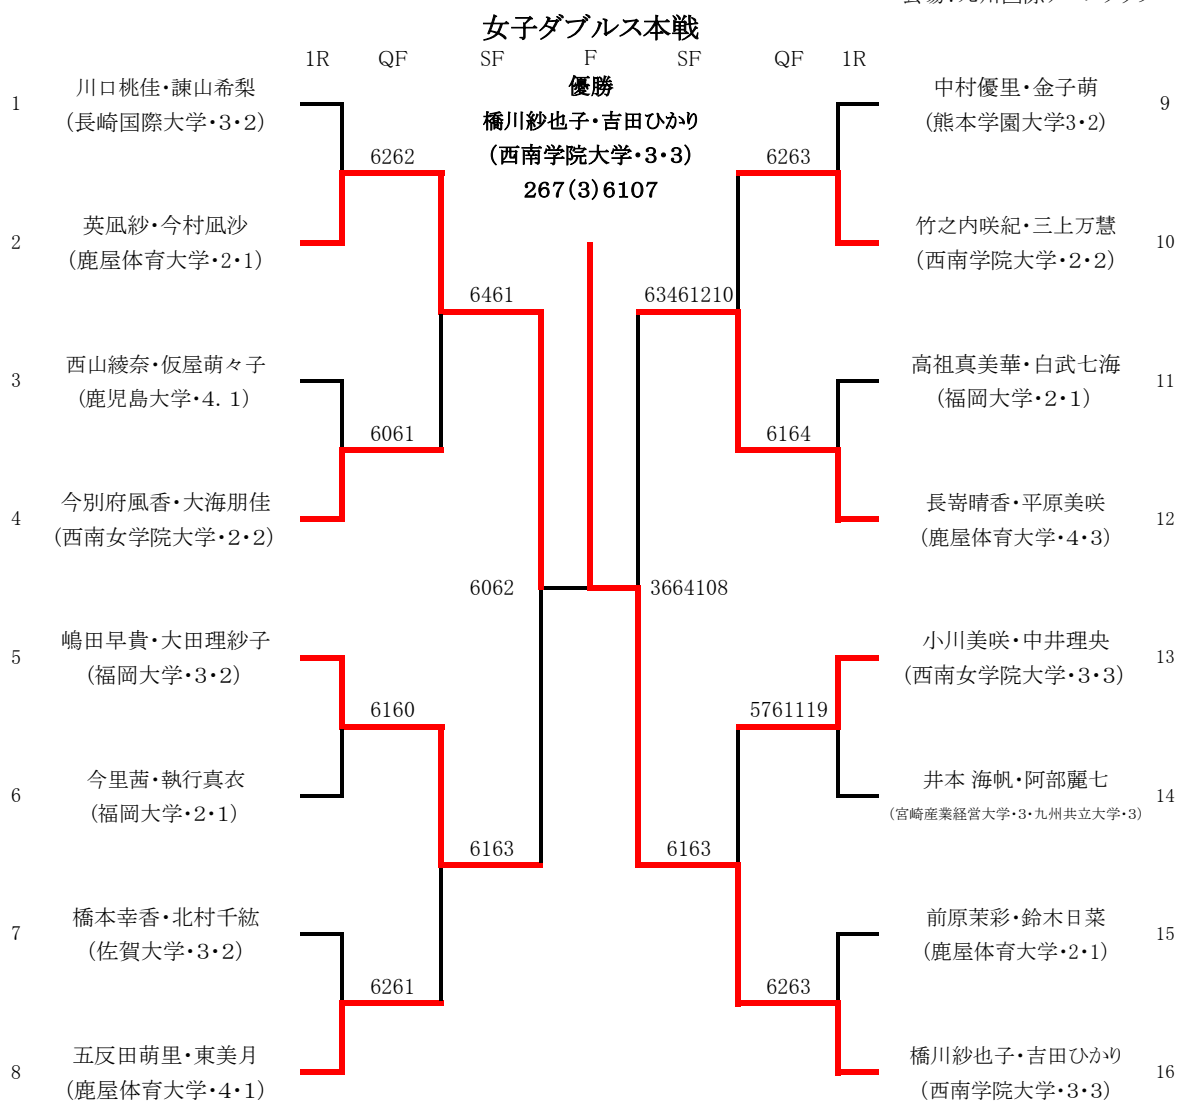 女子ダブルス本戦
1R QF SF F SF QF 1R
優勝
橋川紗也子・吉田ひかり
(西南学院大学・3・3)
267(3)6107
1 川口桃佳・諫山希梨
(長崎国際大学・3・2)
6262
2 英凪紗・今村凪沙
(鹿屋体育大学・2・1)
6461
3 西山綾奈・仮屋萌々子
(鹿児島大学・4．1)
6061
4 今別府風香・大海朋佳
(西南女学院大学・2・2)
6062
5 嶋田早貴・大田理紗子
(福岡大学・3・2)
6160
6 今里茜・執行真衣
(福岡大学・2・1)
6163
7 橋本幸香・北村千紘
(佐賀大学・3・2)
6261
8 五反田萌里・東美月
(鹿屋体育大学・4・1)
中村優里・金子萌 9
(熊本学園大学3・2)
6263
竹之内咲紀・三上万慧 10
(西南学院大学・2・2)
63461210
高祖真美華・白武七海 11
(福岡大学・2・1)
6164
長嵜晴香・平原美咲 12
(鹿屋体育大学・4・3)
3664108
小川美咲・中井理央 13
(西南女学院大学・3・3)
5761119
井本 海帆・阿部麗七 14
(宮崎産業経営大学・3・九州共立大学・3)
6163
前原茉彩・鈴木日菜 15
(鹿屋体育大学・2・1)
6263
橋川紗也子・吉田ひかり 16
(西南学院大学・3・3)